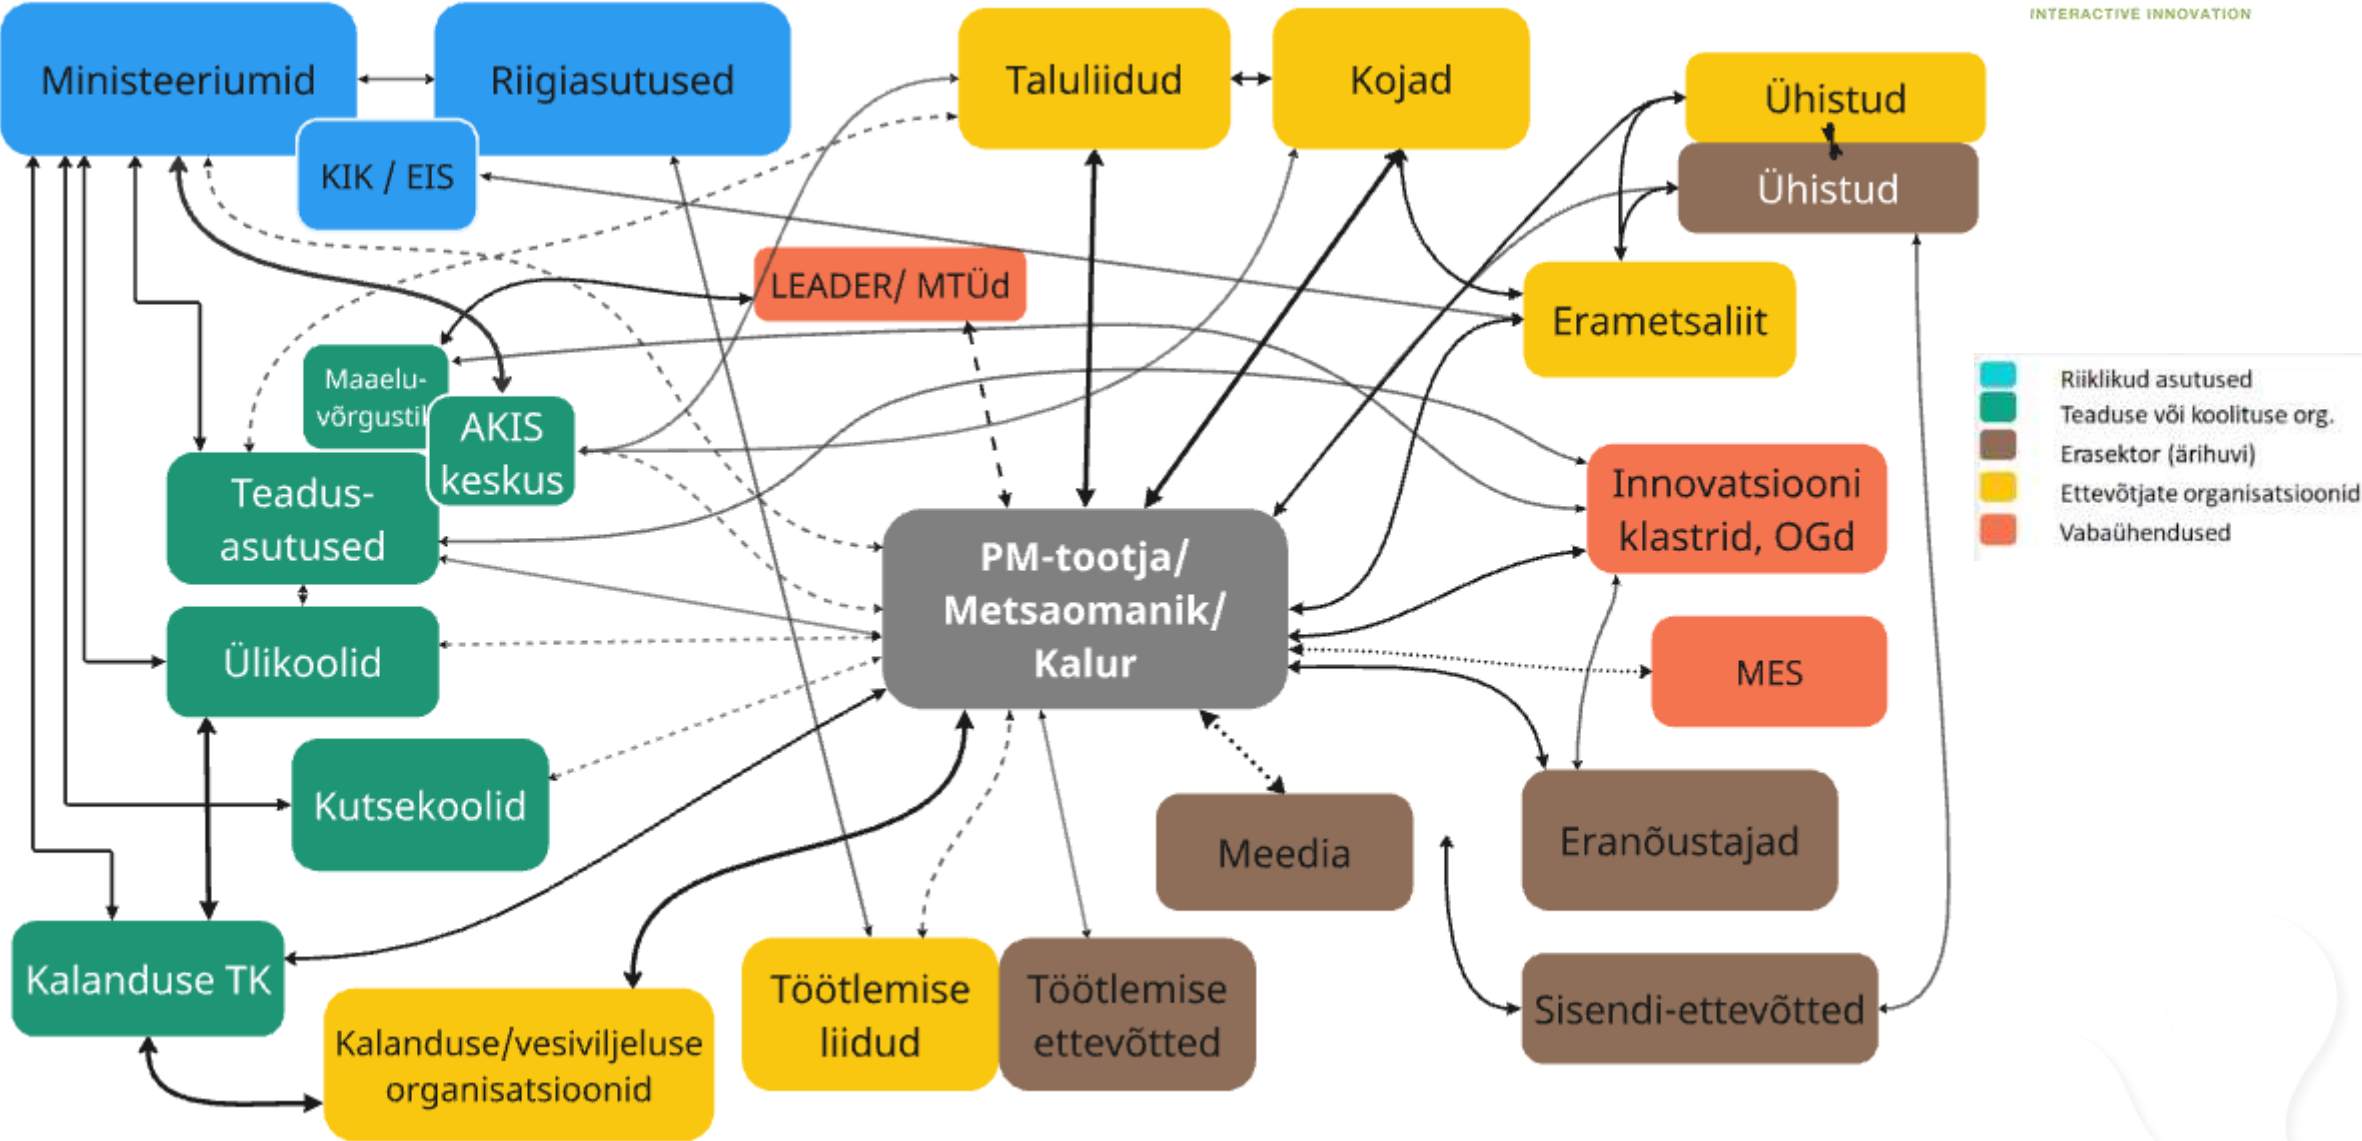 INTERACTIVE INNOVATION
Ministeeriumid
Riigiasutused
KIK / EIS
Taluliidud
Kojad
Ühistud
Ühistud
LEADER/ MTÜd
Erametsaliit
Maaelu-
võrgustik
AKIS
keskus
Teadus-
asutused
Ülikoolid
Kutsekoolid
Kalanduse TK
PM-tootja/
Metsaomanik/
Kalur
Innovatsiooni
klastrid, OGd
MES
Meedia
Eranõustajad
Sisendi-ettevõtted
Kalanduse/vesiviljeluse
organisatsioonid
Töötlemise
liidud
Töötlemise
ettevõtted
Riiklikud asutused
Teaduse või koolituse org.
Erasektor (ärihuvi)
Ettevõtjate organisatsioonid
Vabaühendused